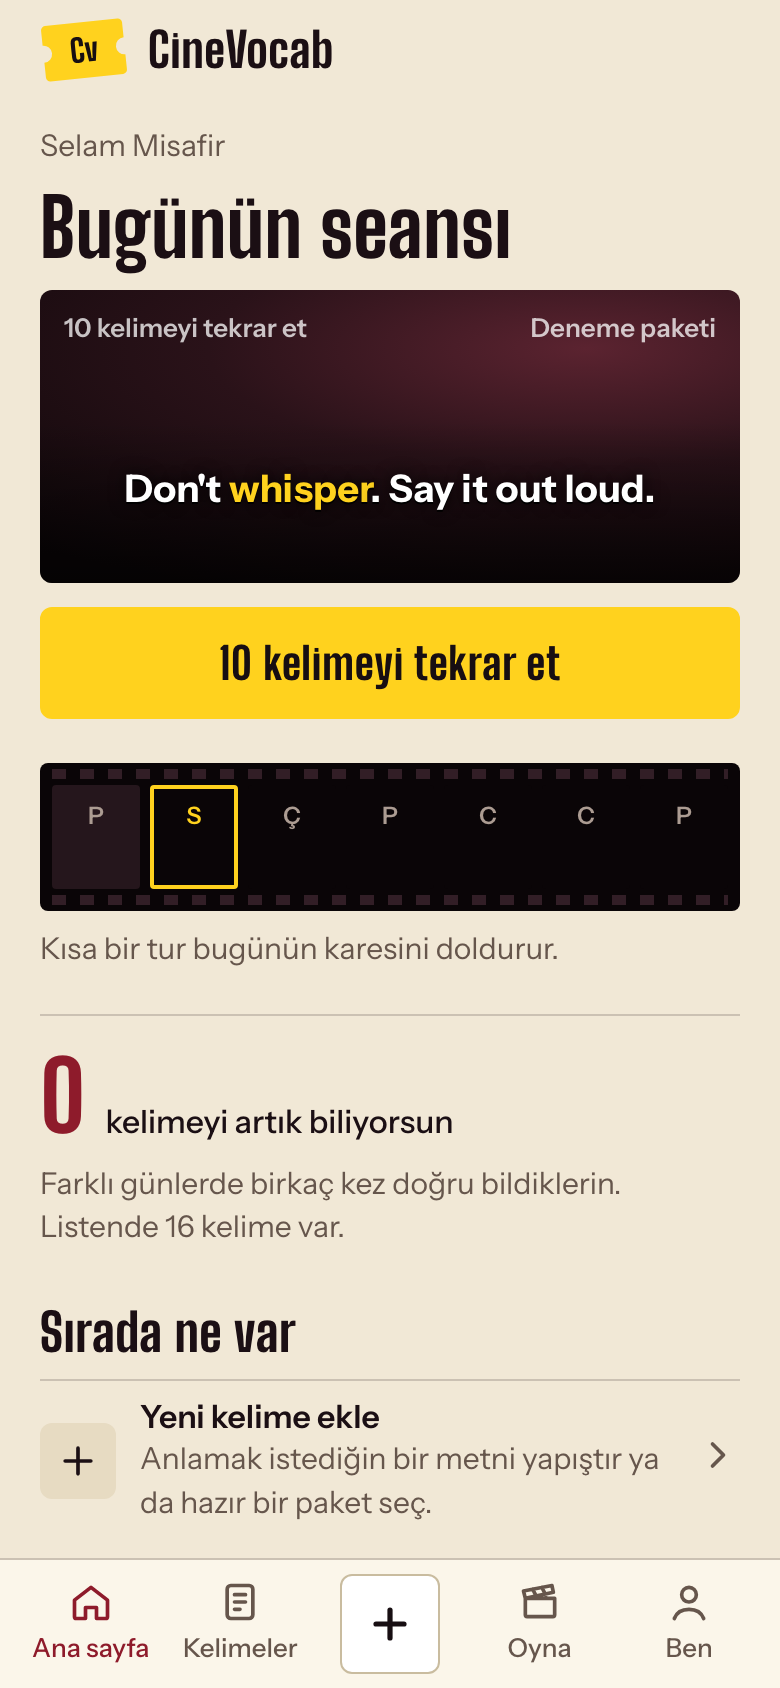 Cv CineVocab
Selam Misafir
Bugünün seansı
10 kelimeyi tekrar et Deneme paketi
Don't whisper. Say it out loud.
10 kelimeyi tekrar et
P S Ç P C C P
Kısa bir tur bugünün karesini doldurur.
0 kelimeyi artık biliyorsun
Farklı günlerde birkaç kez doğru bildiklerin.
Listende 16 kelime var.
Sırada ne var
Yeni kelime ekle
Anlamak istediğin bir metni yapıştır ya
da hazır bir paket seç.
Ana sayfa Kelimeler Oyna Ben